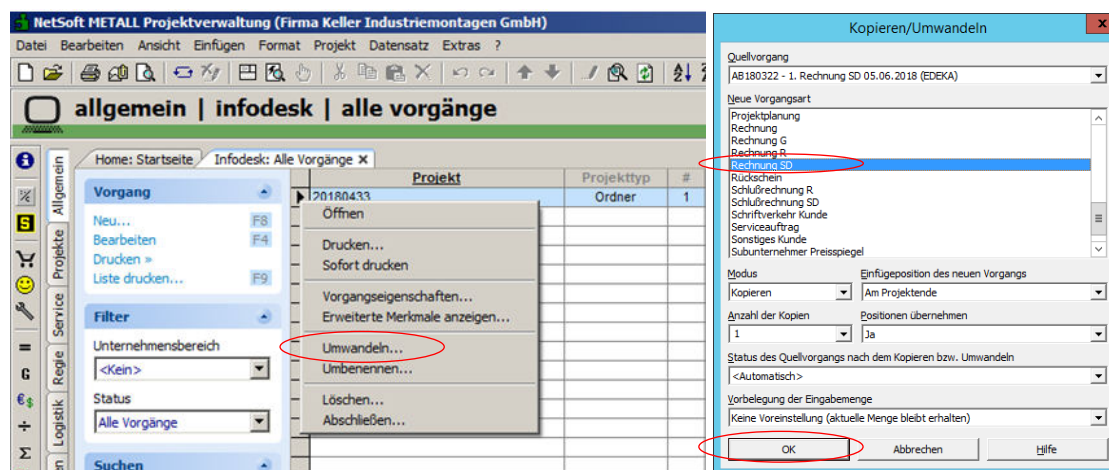 NetSoft METALL Projektverwaltung (Firma Keller Industriemontagen GmbH)
Datei Bearbeiten Ansicht Einfügen Format Projekt Datensatz Extras ?
allgemein | infodesk | alle vorgänge
Home: Startseite Infodesk: Alle Vorgänge X
Allgemein
Projekte
Service
Regie
Logistik
Vorgang
Neu... F8
Bearbeiten F4
Drucken »
Liste drucken... F9
Filter
Unternehmensbereich
<Kein>
Status
Alle Vorgänge
Suchen
Projekt Projekttyp #
20180433 Ordner 1
Öffnen
Drucken...
Sofort drucken
Vorgangseigenschaften...
Erweiterte Merkmale anzeigen...
Umwandeln...
Umbenennen...
Löschen...
Abschließen...
Kopieren/Umwandeln
Quellvorgang
AB180322 - 1. Rechnung SD 05.06.2018 (EDEKA)
Neue Vorgangsart
Projektplanung
Rechnung
Rechnung G
Rechnung R
Rechnung SD
Rückschein
Schlußrechnung R
Schlußrechnung SD
Schriftverkehr Kunde
Serviceauftrag
Sonstiges Kunde
Subunternehmer Preisspiegel
Modus Einfügeposition des neuen Vorgangs
Kopieren Am Projektende
Anzahl der Kopien Positionen übernehmen
1 Ja
Status des Quellvorgangs nach dem Kopieren bzw. Umwandeln
<Automatisch>
Vorbelegung der Eingabemenge
Keine Voreinstellung (aktuelle Menge bleibt erhalten)
OK Abbrechen Hilfe